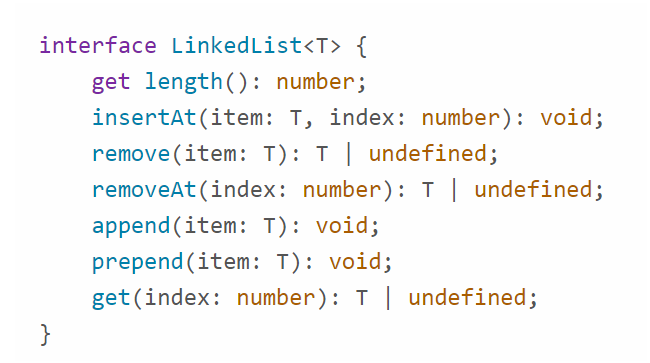 interface LinkedList<T> {
    get length(): number;
    insertAt(item: T, index: number): void;
    remove(item: T): T | undefined;
    removeAt(index: number): T | undefined;
    append(item: T): void;
    prepend(item: T): void;
    get(index: number): T | undefined;
}